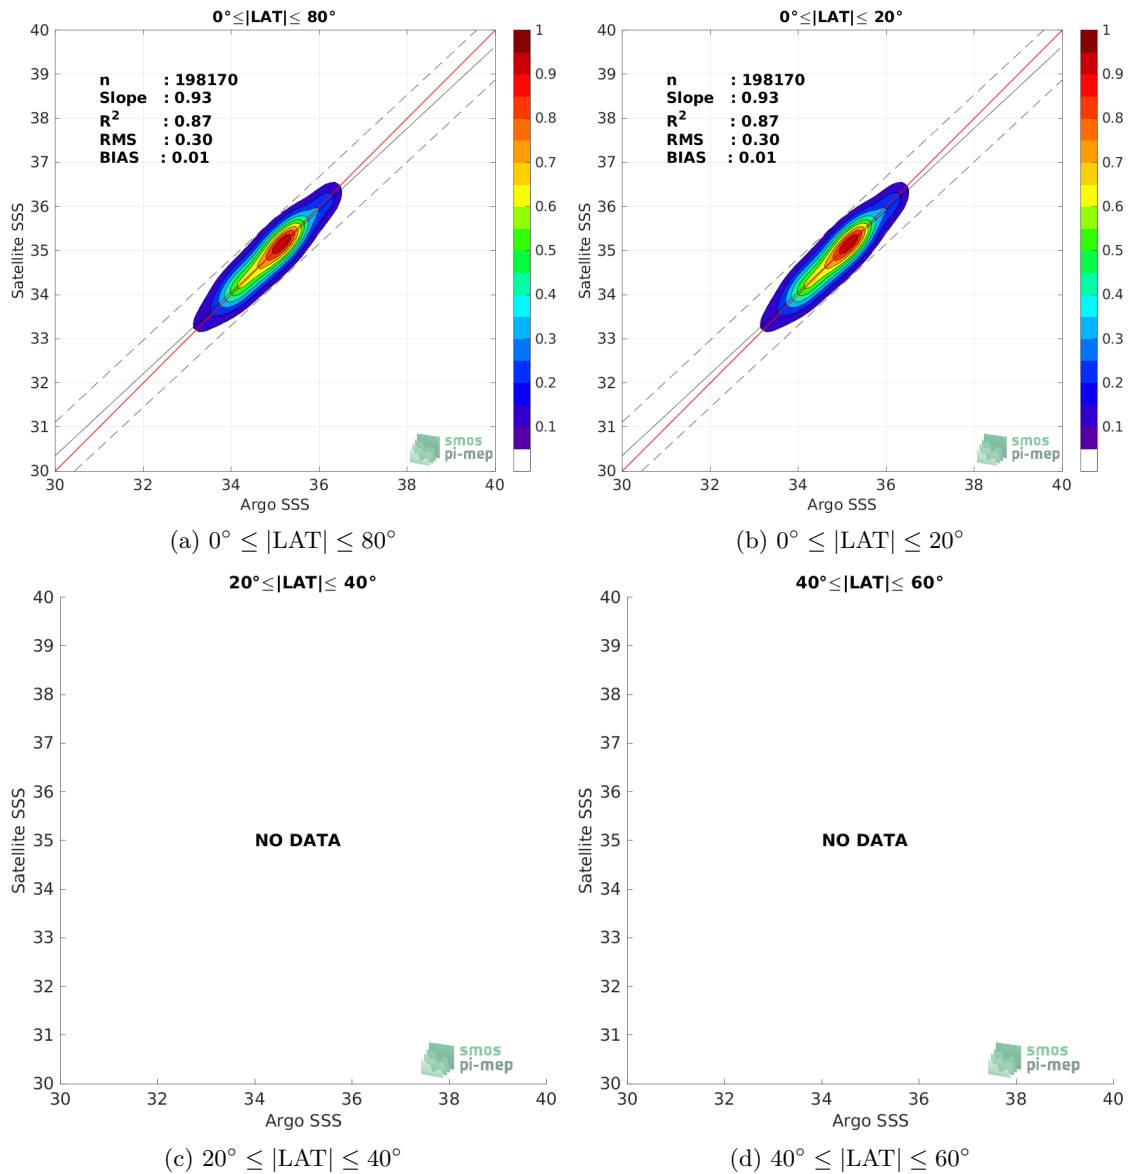 0°≤|LAT|≤ 80°
40
39
38
37
36
35
34
33
32
31
30
Satellite SSS
n : 198170
Slope : 0.93
R² : 0.87
RMS : 0.30
BIAS : 0.01
smos
pi-mep
30 32 34 36 38 40
Argo SSS
1
0.9
0.8
0.7
0.6
0.5
0.4
0.3
0.2
0.1
(a) 0° ≤ |LAT| ≤ 80°
0°≤|LAT|≤ 20°
40
39
38
37
36
35
34
33
32
31
30
Satellite SSS
n : 198170
Slope : 0.93
R² : 0.87
RMS : 0.30
BIAS : 0.01
smos
pi-mep
30 32 34 36 38 40
Argo SSS
1
0.9
0.8
0.7
0.6
0.5
0.4
0.3
0.2
0.1
(b) 0° ≤ |LAT| ≤ 20°
20°≤|LAT|≤ 40°
40
39
38
37
36
35
34
33
32
31
30
Satellite SSS
NO DATA
smos
pi-mep
30 32 34 36 38 40
Argo SSS
(c) 20° ≤ |LAT| ≤ 40°
40°≤|LAT|≤ 60°
40
39
38
37
36
35
34
33
32
31
30
Satellite SSS
NO DATA
smos
pi-mep
30 32 34 36 38 40
Argo SSS
(d) 40° ≤ |LAT| ≤ 60°